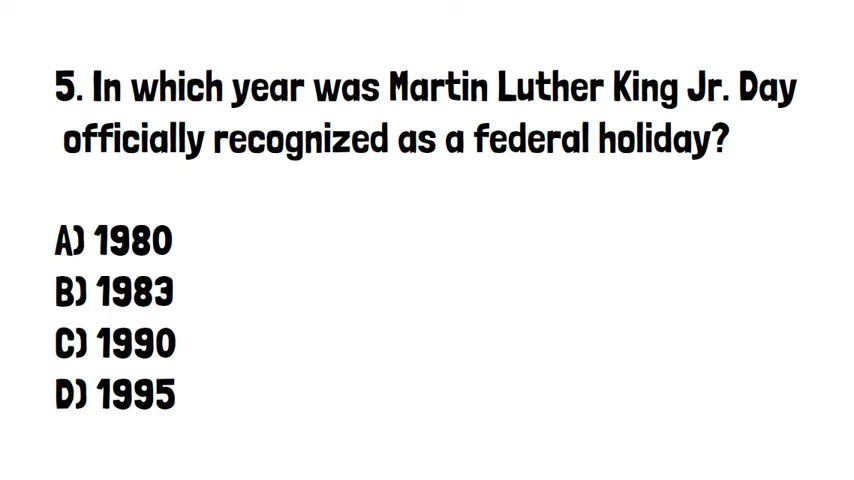 5. In which year was Martin Luther King Jr. Day
officially recognized as a federal holiday?
A) 1980
B) 1983
C) 1990
D) 1995